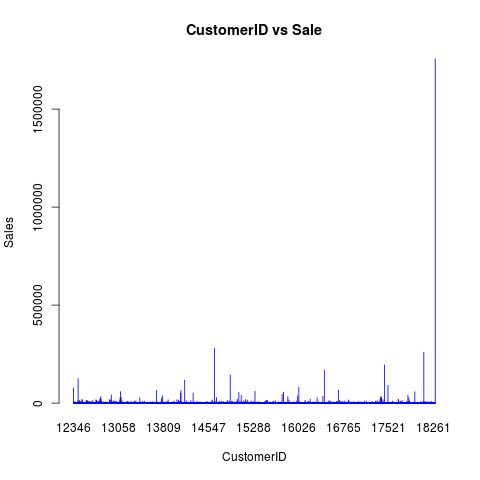 CustomerID vs Sale
1500000
1000000
500000
0
Sales
12346 13058 13809 14547 15288 16026 16765 17521 18261
CustomerID